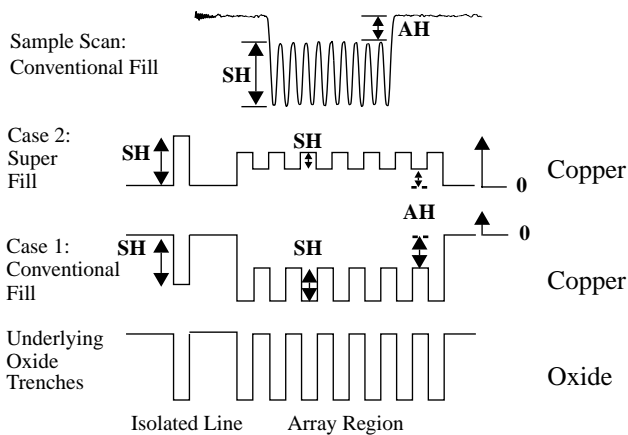 Sample Scan:
Conventional Fill
SH
AH
Case 2:
Super
Fill
SH
SH
0
Copper
AH
Case 1:
Conventional
Fill
SH
SH
0
Copper
Underlying
Oxide
Trenches
Oxide
Isolated Line
Array Region